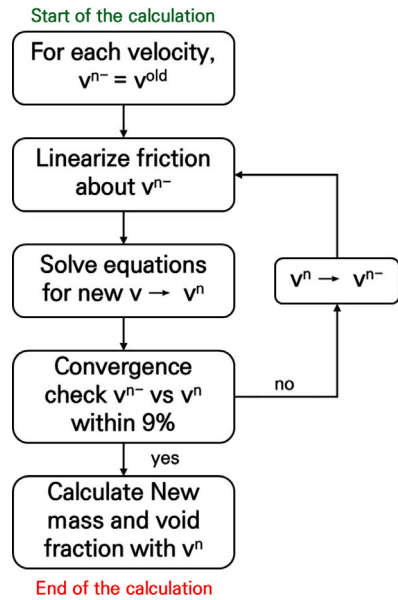 Start of the calculation
For each velocity,
vⁿ⁻ = vᵒˡᵈ
Linearize friction
about vⁿ⁻
Solve equations
for new v → vⁿ
vⁿ → vⁿ⁻
Convergence
check vⁿ⁻ vs vⁿ
within 9%
no
yes
Calculate New
mass and void
fraction with vⁿ
End of the calculation